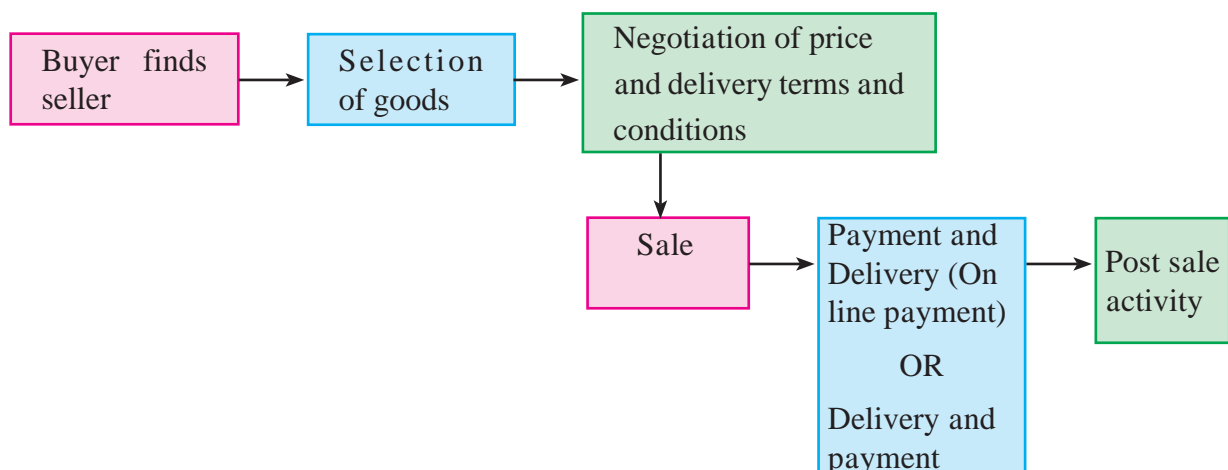 Buyer finds
seller
Selection
of goods
Negotiation of price
and delivery terms and
conditions
Sale
Payment and
Delivery (On
line payment)
OR
Delivery and
payment
Post sale
activity